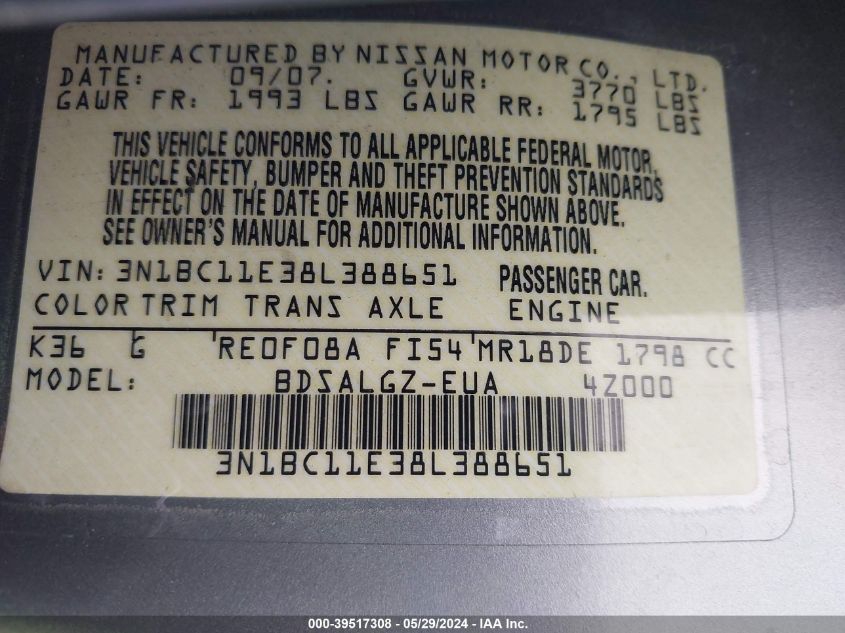 MANUFACTURED BY NISSAN MOTOR CO., LTD.
DATE: 09/07. GVWR: 3770 LBS
GAWR FR: 1993 LBS GAWR RR: 1795 LBS
THIS VEHICLE CONFORMS TO ALL APPLICABLE FEDERAL MOTOR
VEHICLE SAFETY, BUMPER AND THEFT PREVENTION STANDARDS
IN EFFECT ON THE DATE OF MANUFACTURE SHOWN ABOVE.
SEE OWNER'S MANUAL FOR ADDITIONAL INFORMATION.
VIN: 3N1BC11E38L388651 PASSENGER CAR.
COLOR TRIM TRANS AXLE ENGINE
K36 G RE0F08A FI54 MR18DE 1798 CC
MODEL: BDSALGZ-EUA 4Z000
3N1BC11E38L388651
000-39517308 - 05/29/2024 - IAA Inc.